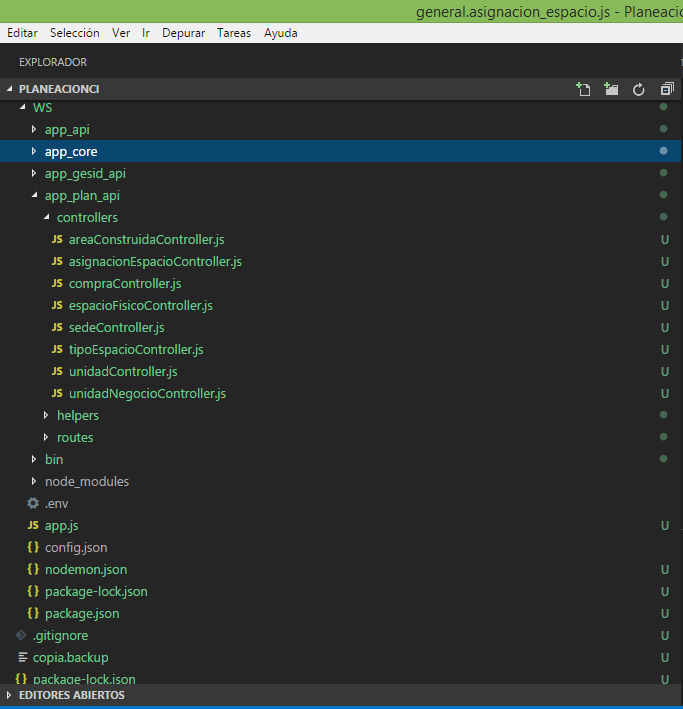 general.asignacion_espacio.js - Planeacio
Editar Selección Ver Ir Depurar Tareas Ayuda
EXPLORADOR
PLANEACIONCI
WS
app_api
app_core
app_gesid_api
app_plan_api
controllers
JS areaConstruidaController.js U
JS asignacionEspacioController.js U
JS compraController.js U
JS espacioFisicoController.js U
JS sedeController.js U
JS tipoEspacioController.js U
JS unidadController.js U
JS unidadNegocioController.js U
helpers
routes
bin
node_modules
.env
JS app.js U
{} config.json
{} nodemon.json U
{} package-lock.json U
{} package.json U
.gitignore U
copia.backup U
{} package-lock.json U
EDITORES ABIERTOS